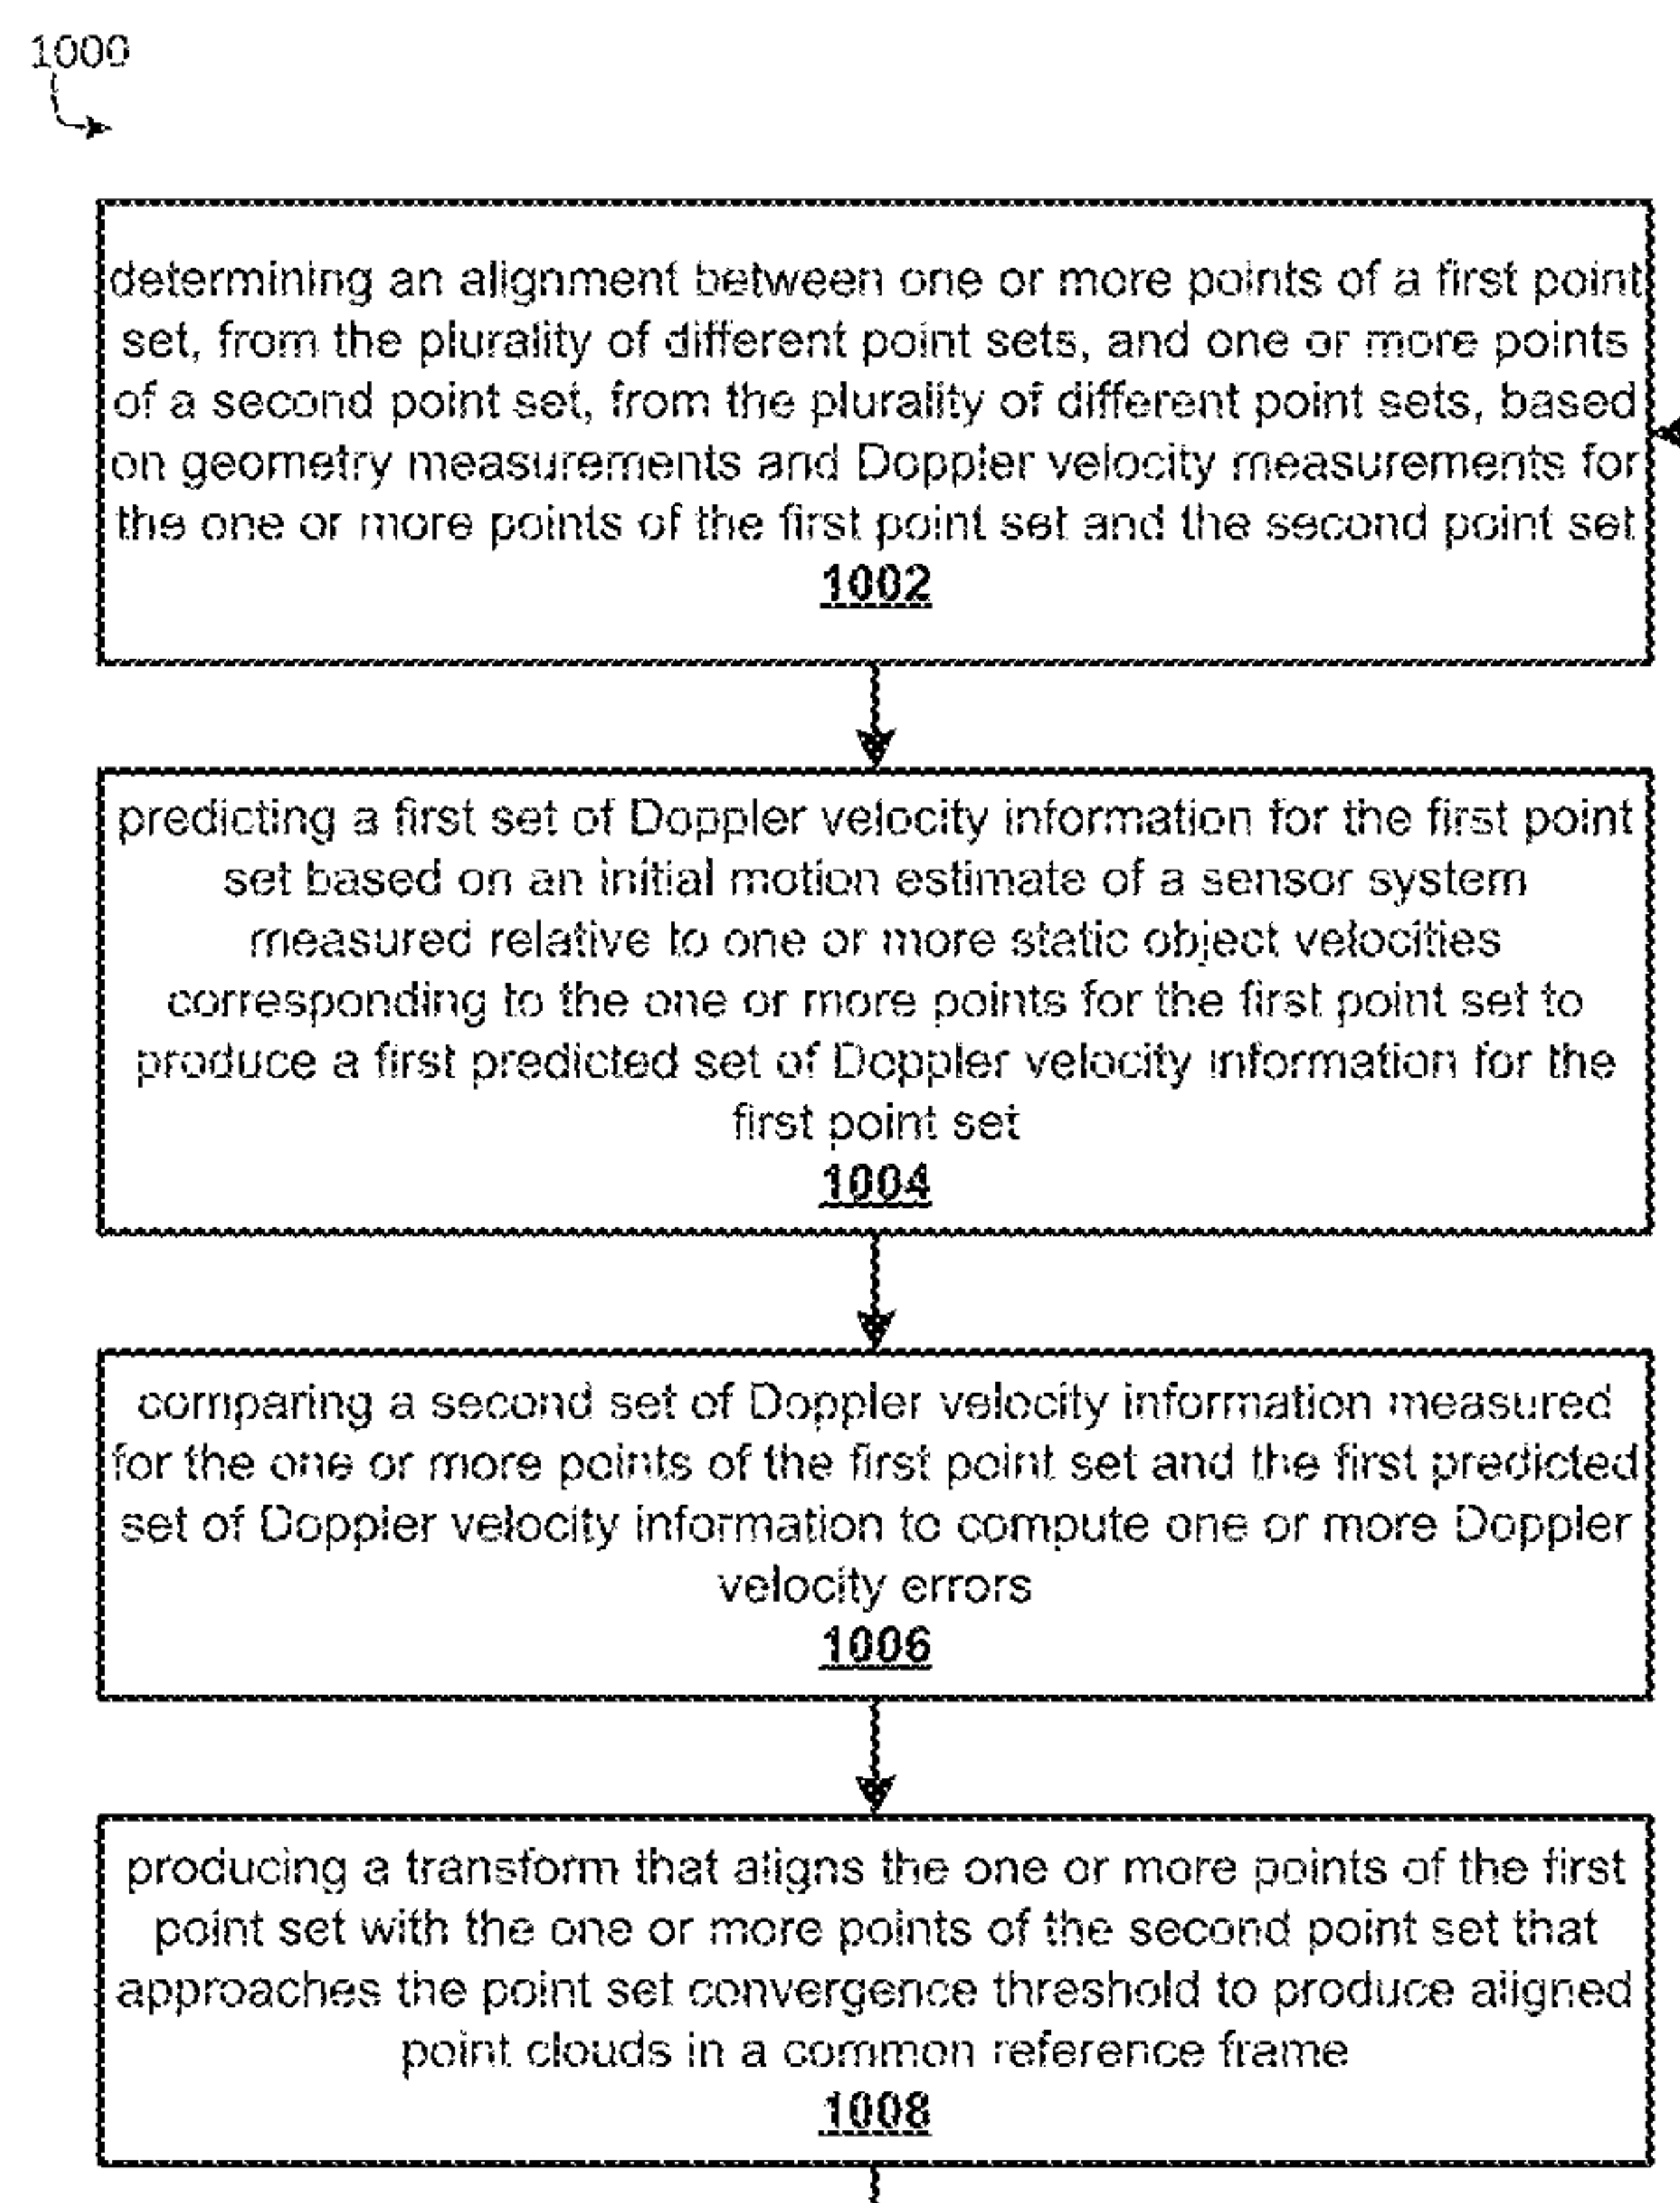 1000
determining an alignment between one or more points of a first point
set, from the plurality of different point sets, and one or more points
of a second point set, from the plurality of different point sets, based
on geometry measurements and Doppler velocity measurements for
the one or more points of the first point set and the second point set
1002
predicting a first set of Doppler velocity information for the first point
set based on an initial motion estimate of a sensor system
measured relative to one or more static object velocities
corresponding to the one or more points for the first point set to
produce a first predicted set of Doppler velocity information for the
first point set
1004
comparing a second set of Doppler velocity information measured
for the one or more points of the first point set and the first predicted
set of Doppler velocity information to compute one or more Doppler
velocity errors
1006
producing a transform that aligns the one or more points of the first
point set with the one or more points of the second point set that
approaches the point set convergence threshold to produce aligned
point clouds in a common reference frame
1008